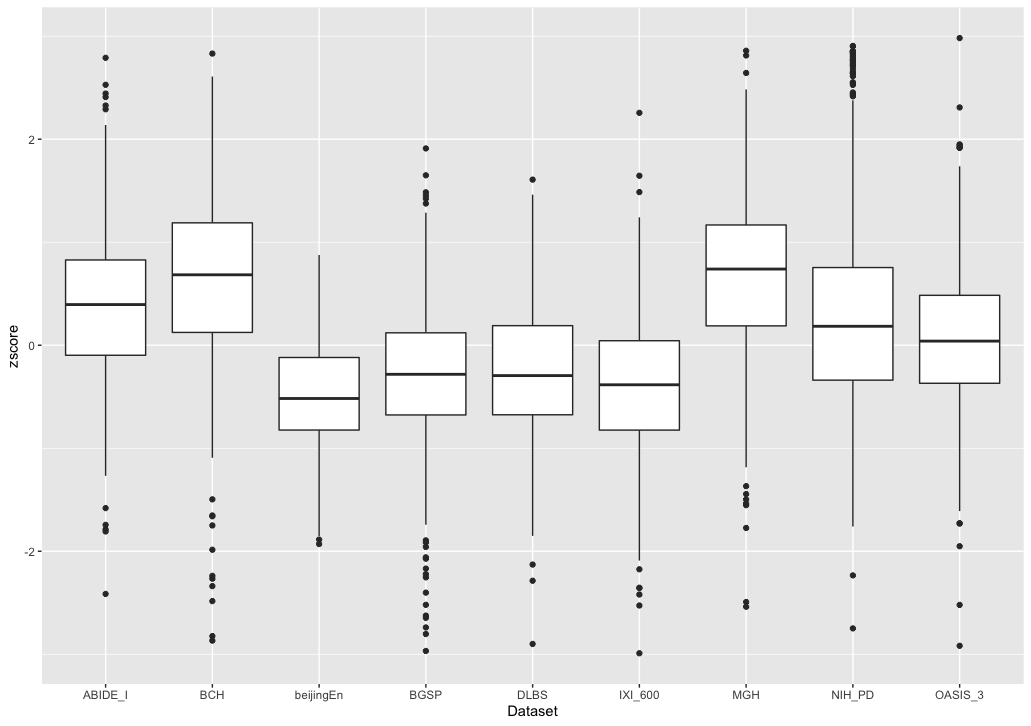 zscore
2
0
-2
ABIDE_I BCH beijingEn BGSP DLBS IXI_600 MGH NIH_PD OASIS_3
Dataset